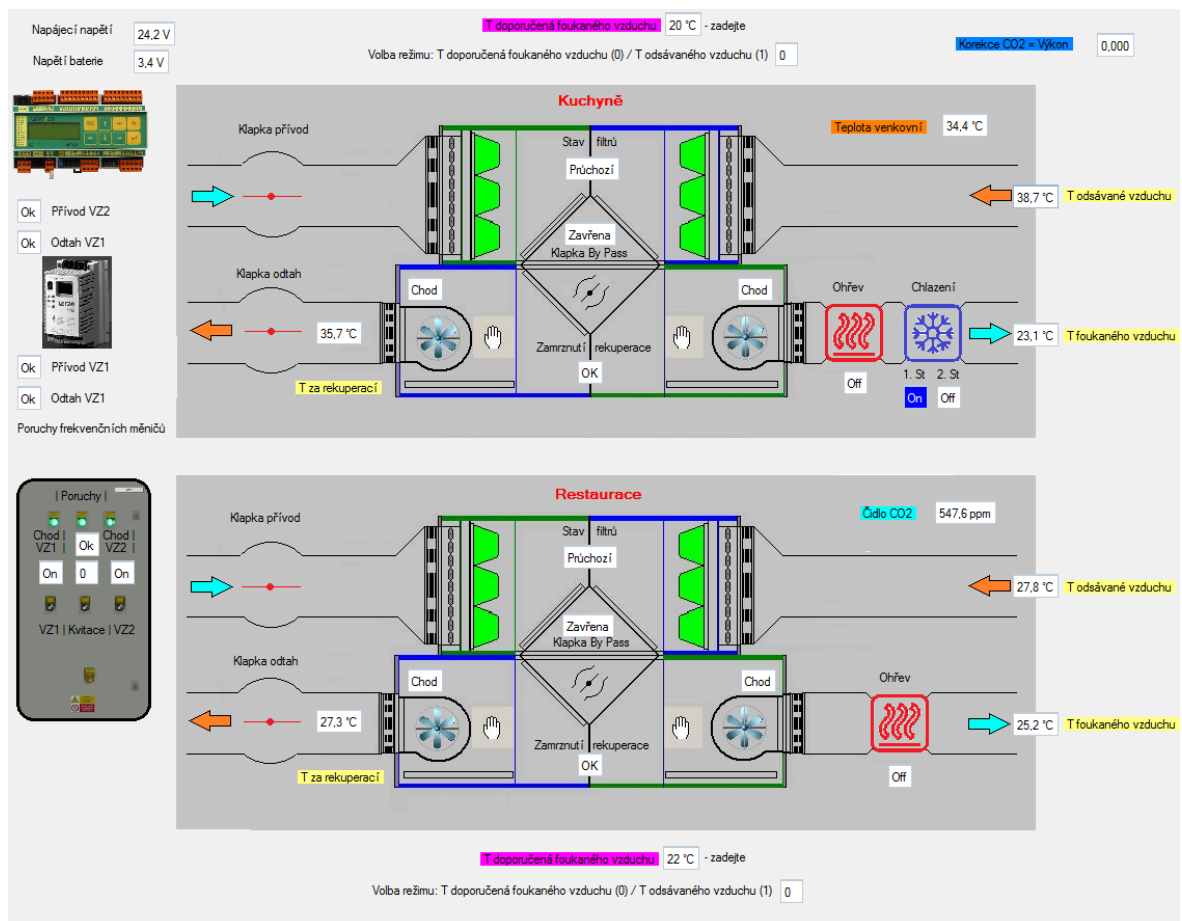 Napájecí napětí 24,2 V
Napětí baterie 3,4 V
T doporučená foukaného vzduchu 20 °C - zadejte
Volba režimu: T doporučená foukaného vzduchu (0) / T odsávaného vzduchu (1) 0
Korekce CO2 = Výkon 0,000
Kuchyně
Klapka přívod
Stav filtrů
Průchozí
Teplota venkovní 34,4 °C
38,7 °C T odsávané vzduchu
Ok Přívod VZ2
Ok Odtah VZ1
Zavřena
Klapka By Pass
Klapka odtah
Chod
Chod
Ohřev
Chlazení
35,7 °C
23,1 °C T foukaného vzduchu
Zamrznutí rekuperace
OK
T za rekuperací
Off
1. St 2. St
On Off
Ok Přívod VZ1
Ok Odtah VZ1
Poruchy frekvenčních měničů
| Poruchy |
Chod | Ok Chod |
VZ1 | VZ2 |
On 0 On
VZ1 | Kvitace | VZ2
Restaurace
Klapka přívod
Stav filtrů
Průchozí
Čidlo CO2 547,6 ppm
27,8 °C T odsávané vzduchu
Zavřena
Klapka By Pass
Klapka odtah
Chod
Chod
Ohřev
27,3 °C
25,2 °C T foukaného vzduchu
Zamrznutí rekuperace
OK
T za rekuperací
Off
T doporučená foukaného vzduchu 22 °C - zadejte
Volba režimu: T doporučená foukaného vzduchu (0) / T odsávaného vzduchu (1) 0